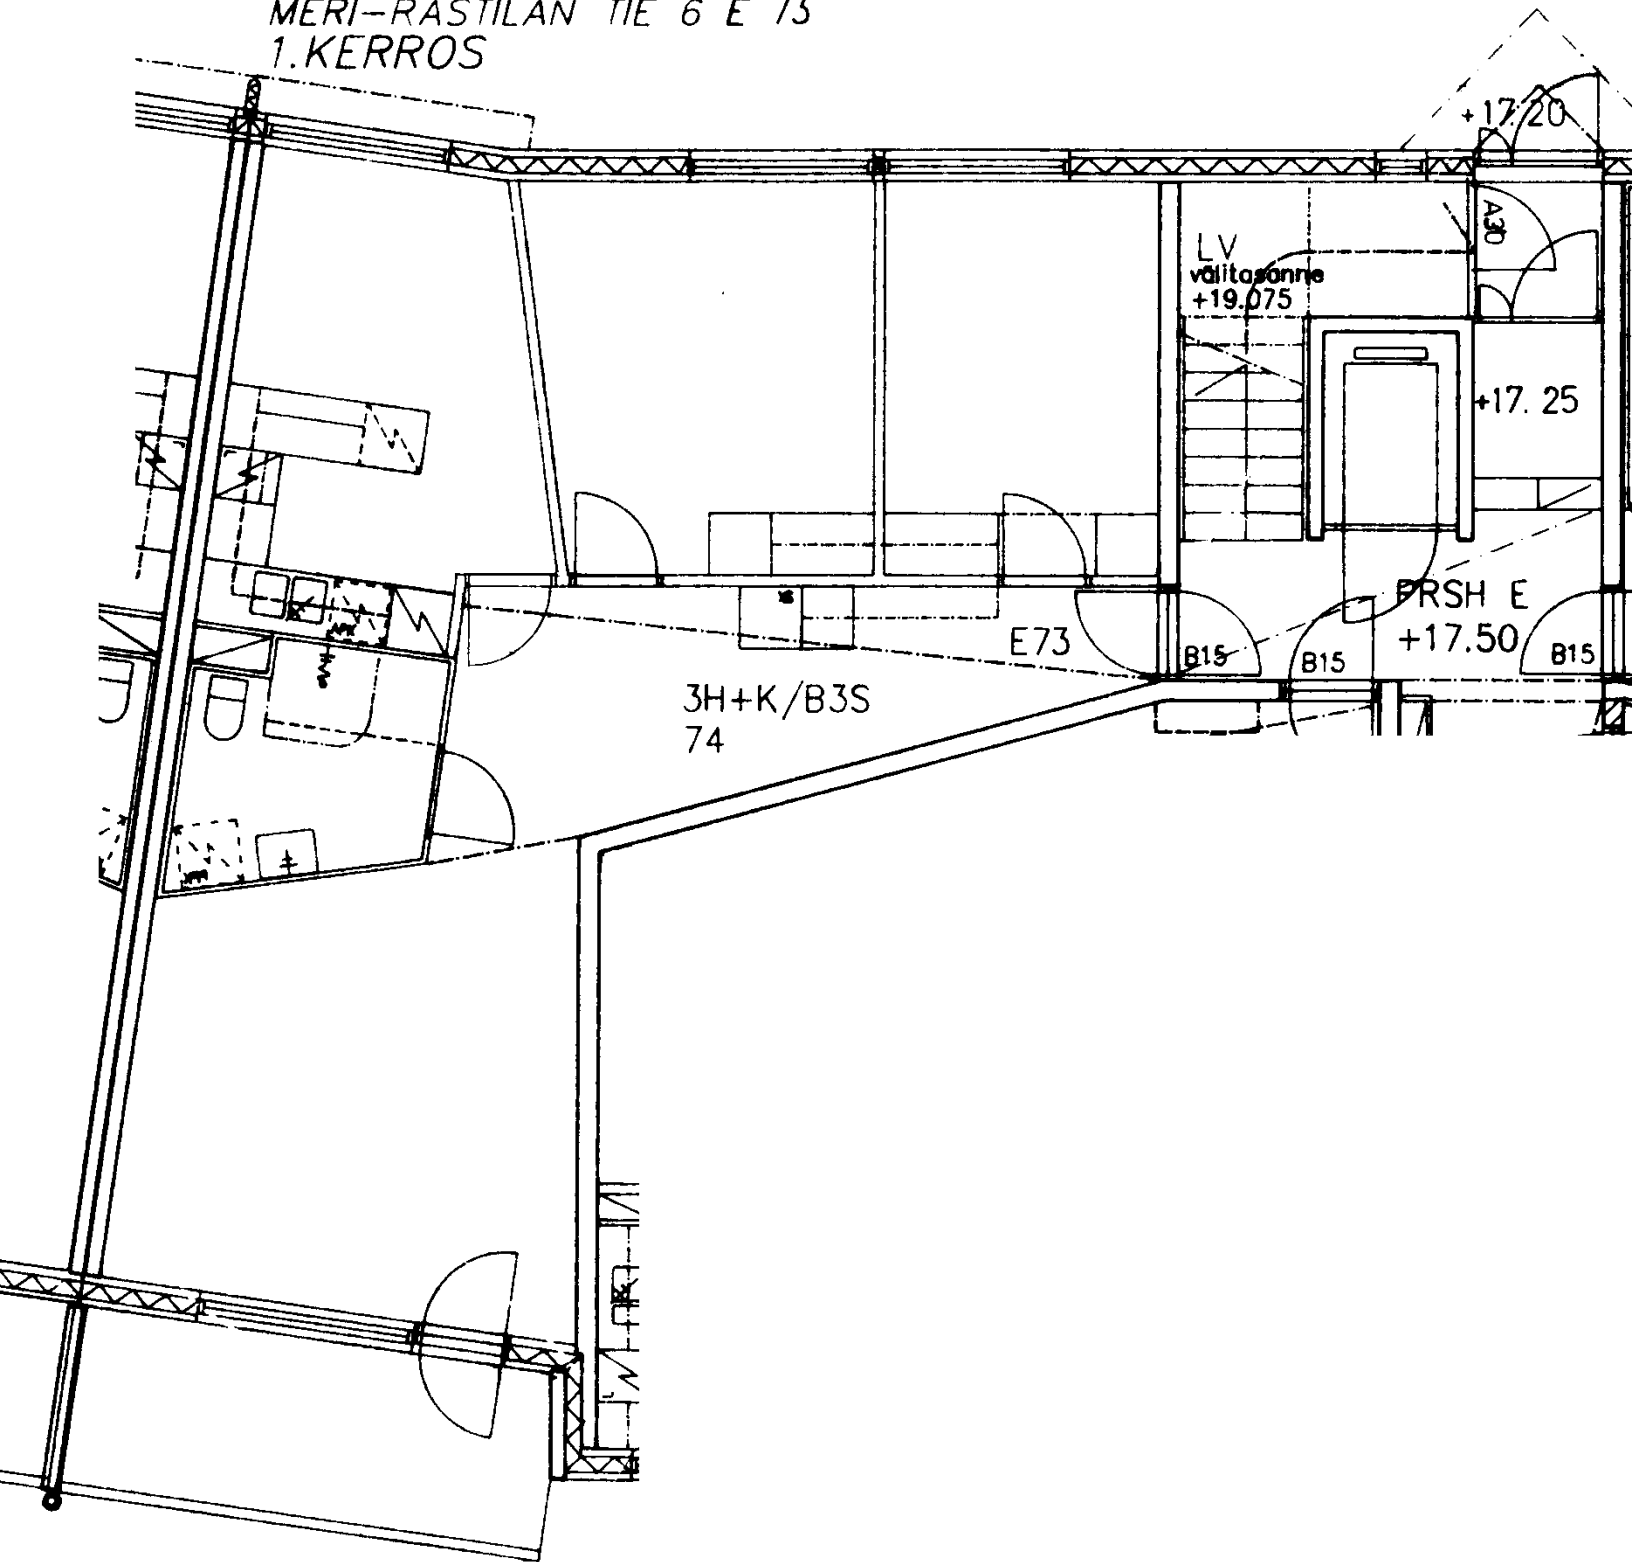 MERI-RASTILAN TIE 6 E 73
1.KERROS
+17.20
A30
LV
välitasanne
+19.075
+17.25
PRSH E
+17.50
E73
B15
B15
B15
3H+K/B3S
74
APK